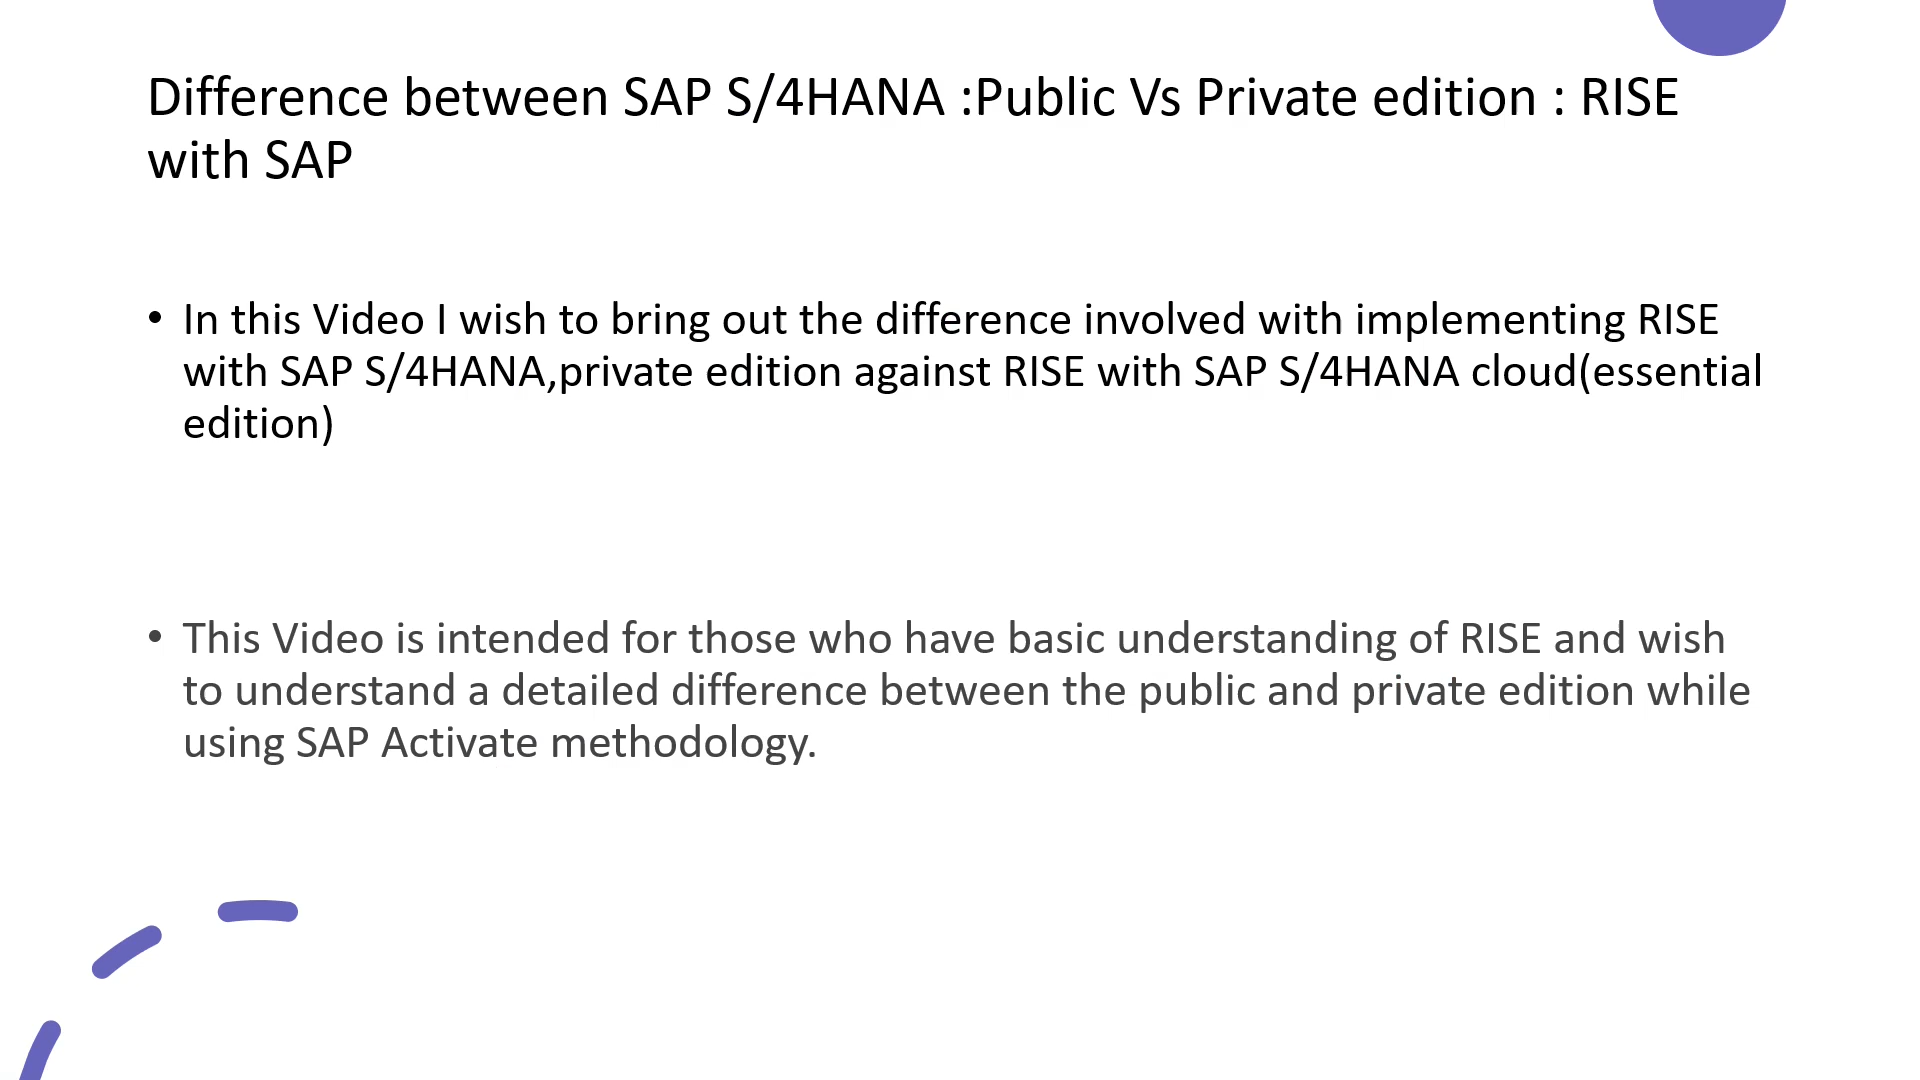 Difference between SAP S/4HANA :Public Vs Private edition : RISE
with SAP
• In this Video I wish to bring out the difference involved with implementing RISE
with SAP S/4HANA,private edition against RISE with SAP S/4HANA cloud(essential
edition)
• This Video is intended for those who have basic understanding of RISE and wish
to understand a detailed difference between the public and private edition while
using SAP Activate methodology.